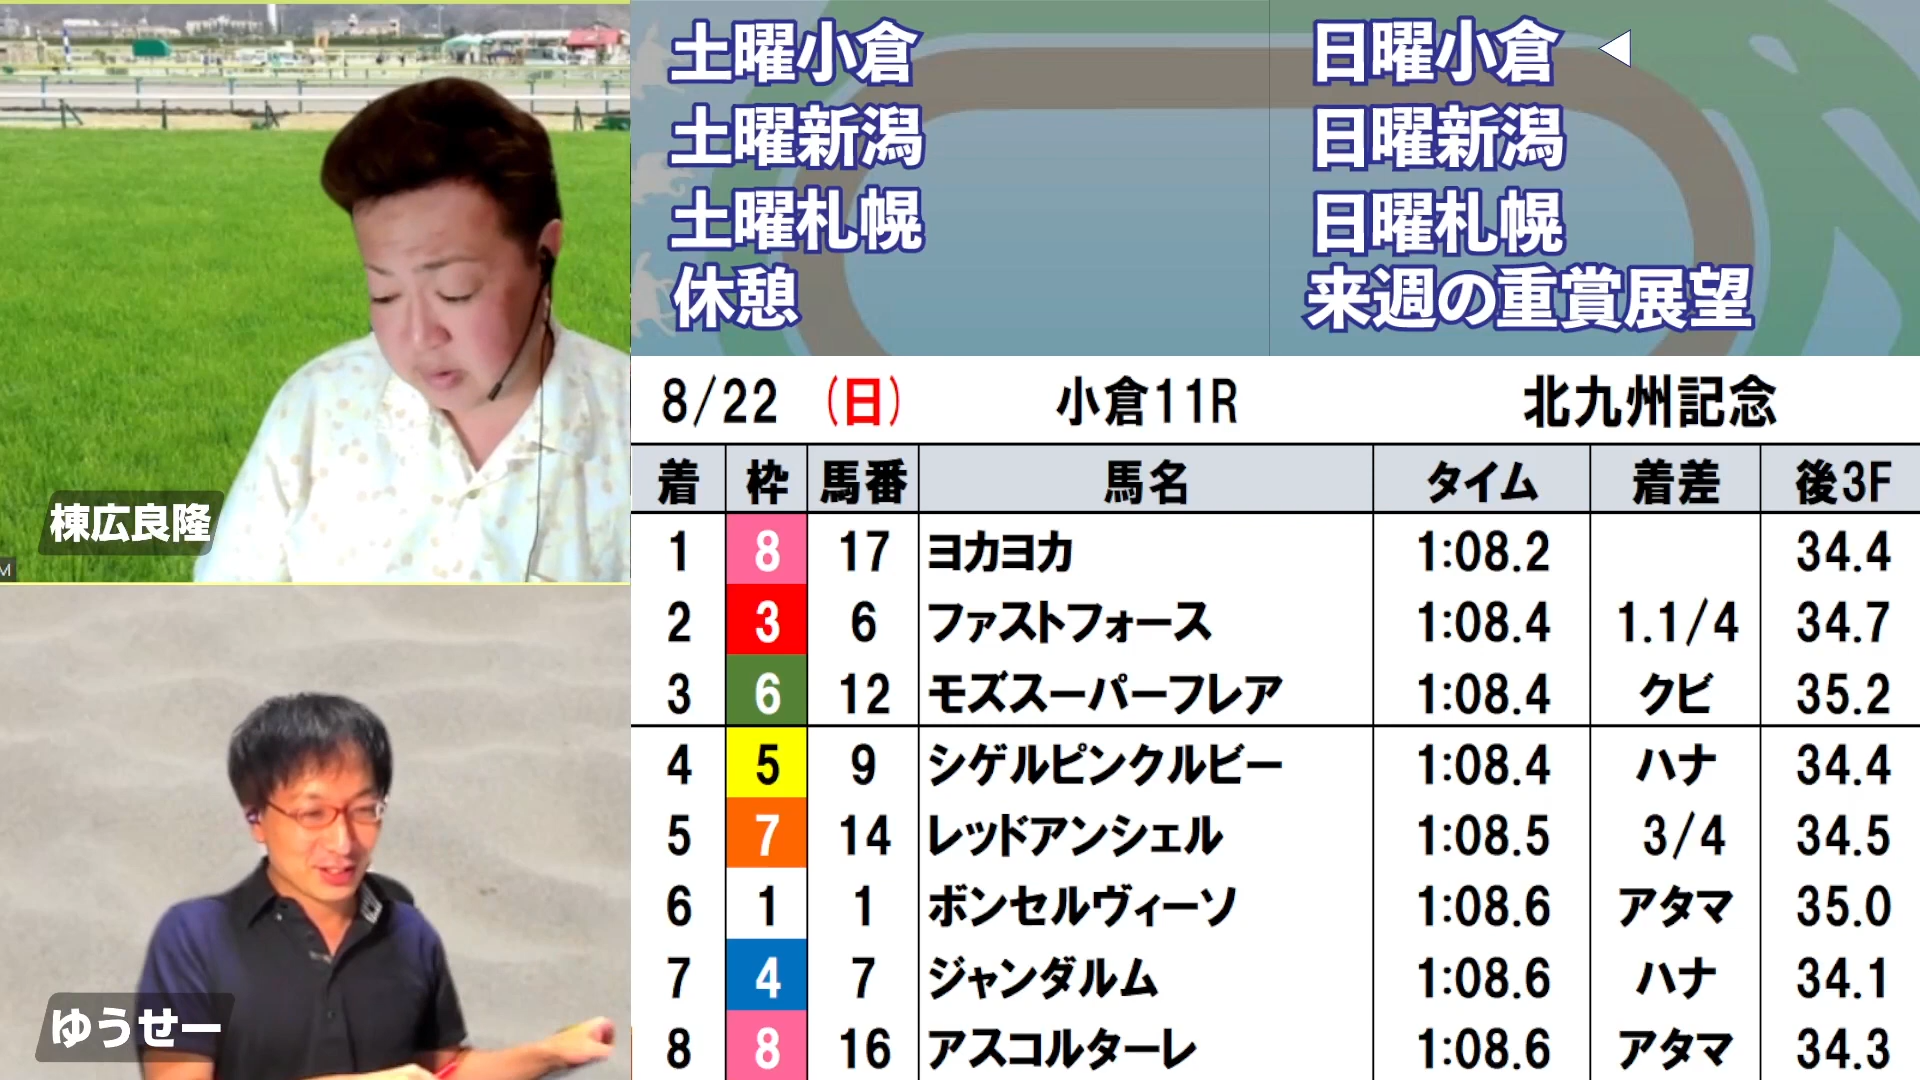 土曜小倉
土曜新潟
土曜札幌
休憩
日曜小倉
日曜新潟
日曜札幌
来週の重賞展望
8/22 (日) 小倉11R 北九州記念
着 枠 馬番 馬名 タイム 着差 後3F
1 8 17 ヨカヨカ 1:08.2 34.4
2 3 6 ファストフォース 1:08.4 1.1/4 34.7
3 6 12 モズスーパーフレア 1:08.4 クビ 35.2
4 5 9 シゲルピンクルビー 1:08.4 ハナ 34.4
5 7 14 レッドアンシェル 1:08.5 3/4 34.5
6 1 1 ボンセルヴィーソ 1:08.6 アタマ 35.0
7 4 7 ジャンダルム 1:08.6 ハナ 34.1
8 8 16 アスコルターレ 1:08.6 アタマ 34.3
棟広良隆
M
ゆうせー